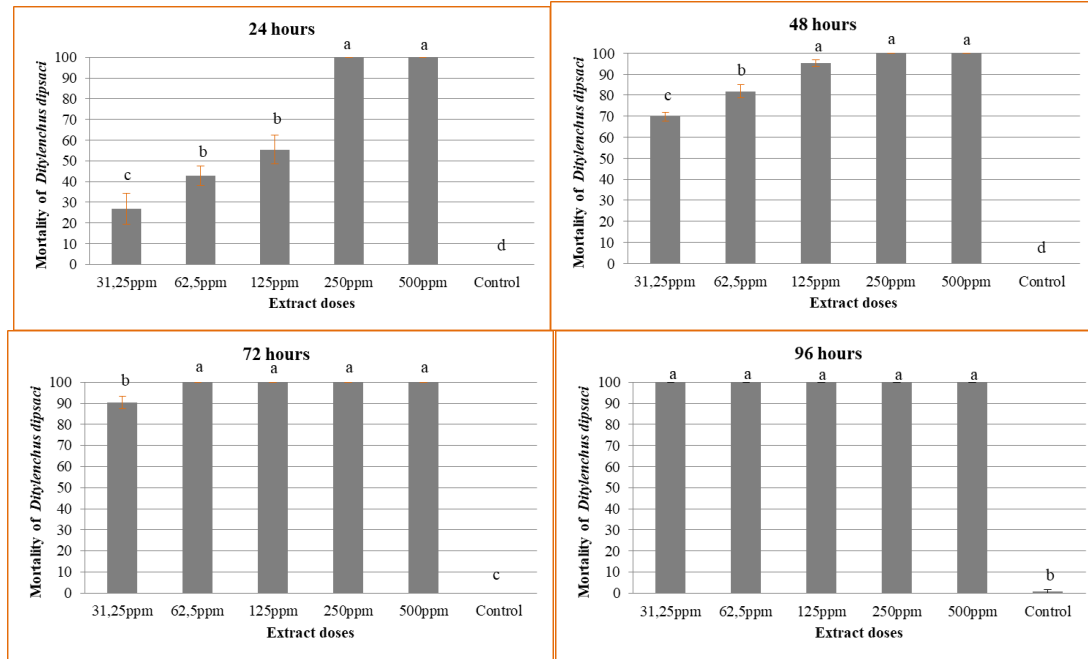 24 hours
a a
b
b
c
d
100
90
80
70
60
50
40
30
20
10
0
Mortality of Ditylenchus dipsaci
31,25ppm 62,5ppm 125ppm 250ppm 500ppm Control
Extract doses
48 hours
a a a
b
c
d
100
90
80
70
60
50
40
30
20
10
0
Mortality of Ditylenchus dipsaci
31,25ppm 62,5ppm 125ppm 250ppm 500ppm Control
Extract doses
72 hours
b a a a a
c
100
90
80
70
60
50
40
30
20
10
0
Mortality of Ditylenchus dipsaci
31,25ppm 62,5ppm 125ppm 250ppm 500ppm Control
Extract doses
96 hours
a a a a a
b
100
90
80
70
60
50
40
30
20
10
0
Mortality of Ditylenchus dipsaci
31,25ppm 62,5ppm 125ppm 250ppm 500ppm Control
Extract doses